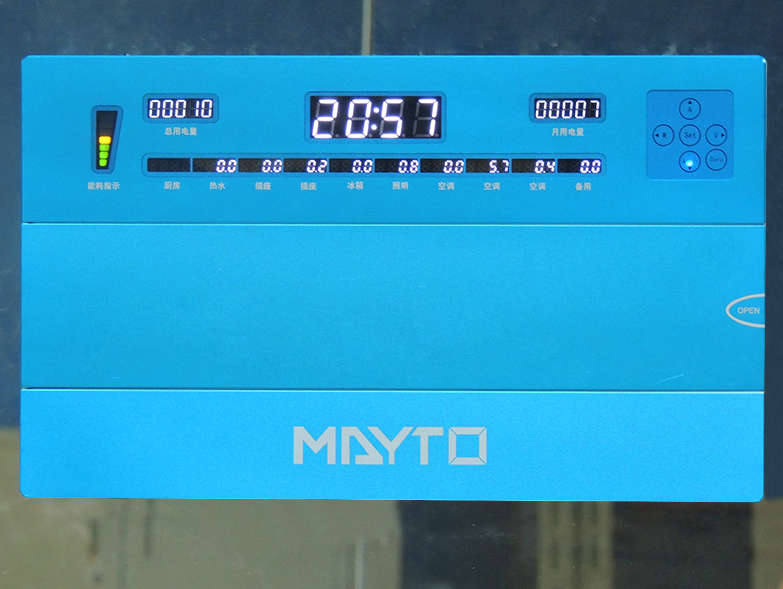 00010
20:57
00007
总用电量
月用电量
A
M
Set
V
Zero
0.0
0.0
0.2
0.0
0.8
0.0
5.7
0.4
0.0
能耗指示
厨房
热水
插座
插座
冰箱
照明
空调
空调
空调
备用
OPEN
MAYTO